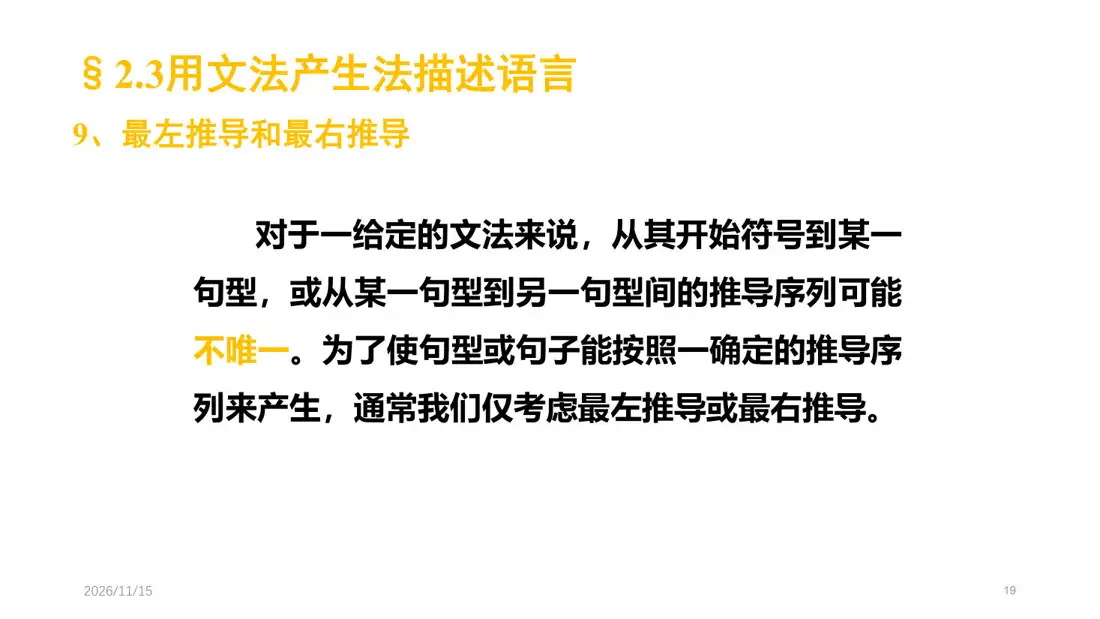 §2.3用文法产生法描述语言
9、最左推导和最右推导
对于一给定的文法来说，从其开始符号到某一
句型，或从某一句型到另一句型间的推导序列可能
不唯一。为了使句型或句子能按照一确定的推导序
列来产生，通常我们仅考虑最左推导或最右推导。
2026/11/15
19